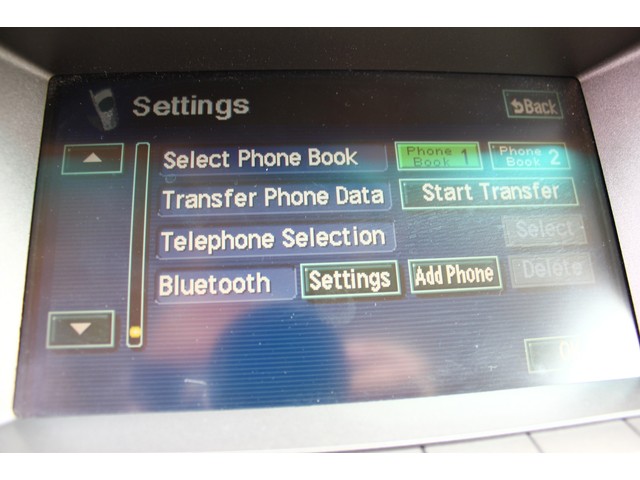 Settings
Back
Select Phone Book
Phone Book 1
Phone Book 2
Transfer Phone Data
Start Transfer
Telephone Selection
Select
Bluetooth
Settings
Add Phone
Delete